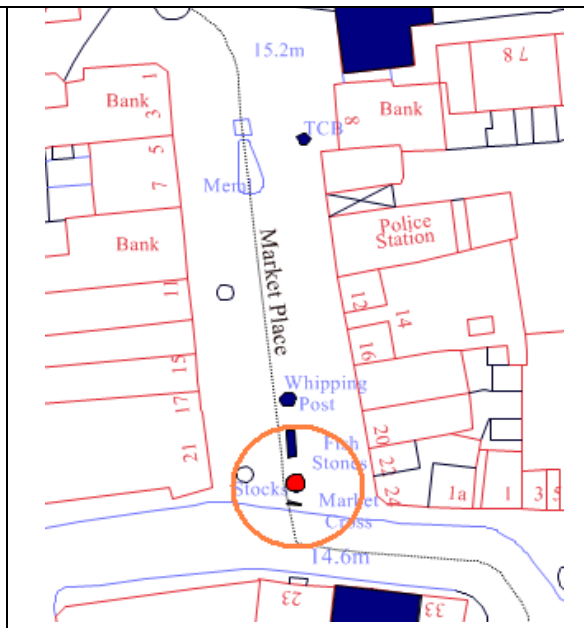 15.2m
7 8
1
Bank
3
TCB
Bank
8
5
7
Mem
Police
Station
Bank
Market Place
11
12
14
15
16
17
Whipping
Post
20
21
Fish
Stones
22
Stocks
24
Market
Cross
1a
1
3
5
14.6m
23
33